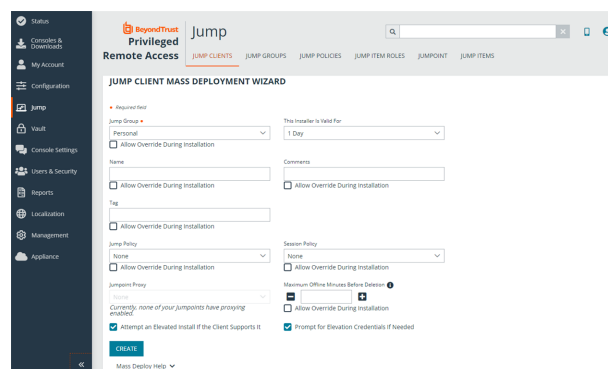 Status
Consoles &
Downloads
My Account
Configuration
Jump
Vault
Console Settings
Users & Security
Reports
Localization
Management
Appliance
«
BeyondTrust
Privileged
Remote Access
Jump
JUMP CLIENTS JUMP GROUPS JUMP POLICIES JUMP ITEM ROLES JUMPOINT JUMP ITEMS
JUMP CLIENT MASS DEPLOYMENT WIZARD
• Required field
Jump Group • This Installer Is Valid For
Personal 1 Day
Allow Override During Installation
Name Comments
Allow Override During Installation Allow Override During Installation
Tag
Allow Override During Installation
Jump Policy Session Policy
None None
Allow Override During Installation Allow Override During Installation
Jumpoint Proxy Maximum Offline Minutes Before Deletion
None
Currently, none of your Jumpoints have proxying
enabled. Allow Override During Installation
Attempt an Elevated Install if the Client Supports It Prompt for Elevation Credentials if Needed
CREATE
Mass Deploy Help